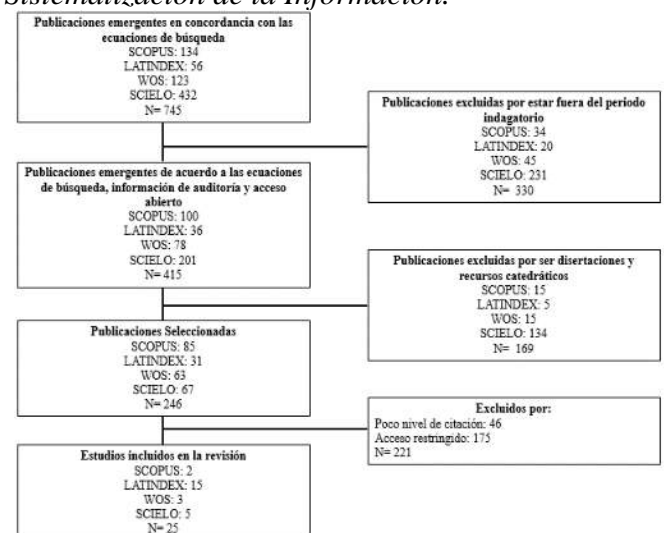 Sistematización de la Información.
Publicaciones emergentes en concordancia con las
ecuaciones de búsqueda
SCOPUS: 134
LATINDEX: 56
WOS: 123
SCIELO: 432
N= 745
Publicaciones excluidas por estar fuera del periodo
indagatorio
SCOPUS: 34
LATINDEX: 20
WOS: 45
SCIELO: 231
N= 330
Publicaciones emergentes de acuerdo a las ecuaciones
de búsqueda, información de auditoría y acceso
abierto
SCOPUS: 100
LATINDEX: 36
WOS: 78
SCIELO: 201
N= 415
Publicaciones excluidas por ser disertaciones y
recursos catedráticos
SCOPUS: 15
LATINDEX: 5
WOS: 15
SCIELO: 134
N= 169
Publicaciones Seleccionadas
SCOPUS: 85
LATINDEX: 31
WOS: 63
SCIELO: 67
N= 246
Excluidos por:
Poco nivel de citación: 46
Acceso restringido: 175
N= 221
Estudios incluidos en la revisión
SCOPUS: 2
LATINDEX: 15
WOS: 3
SCIELO: 5
N= 25